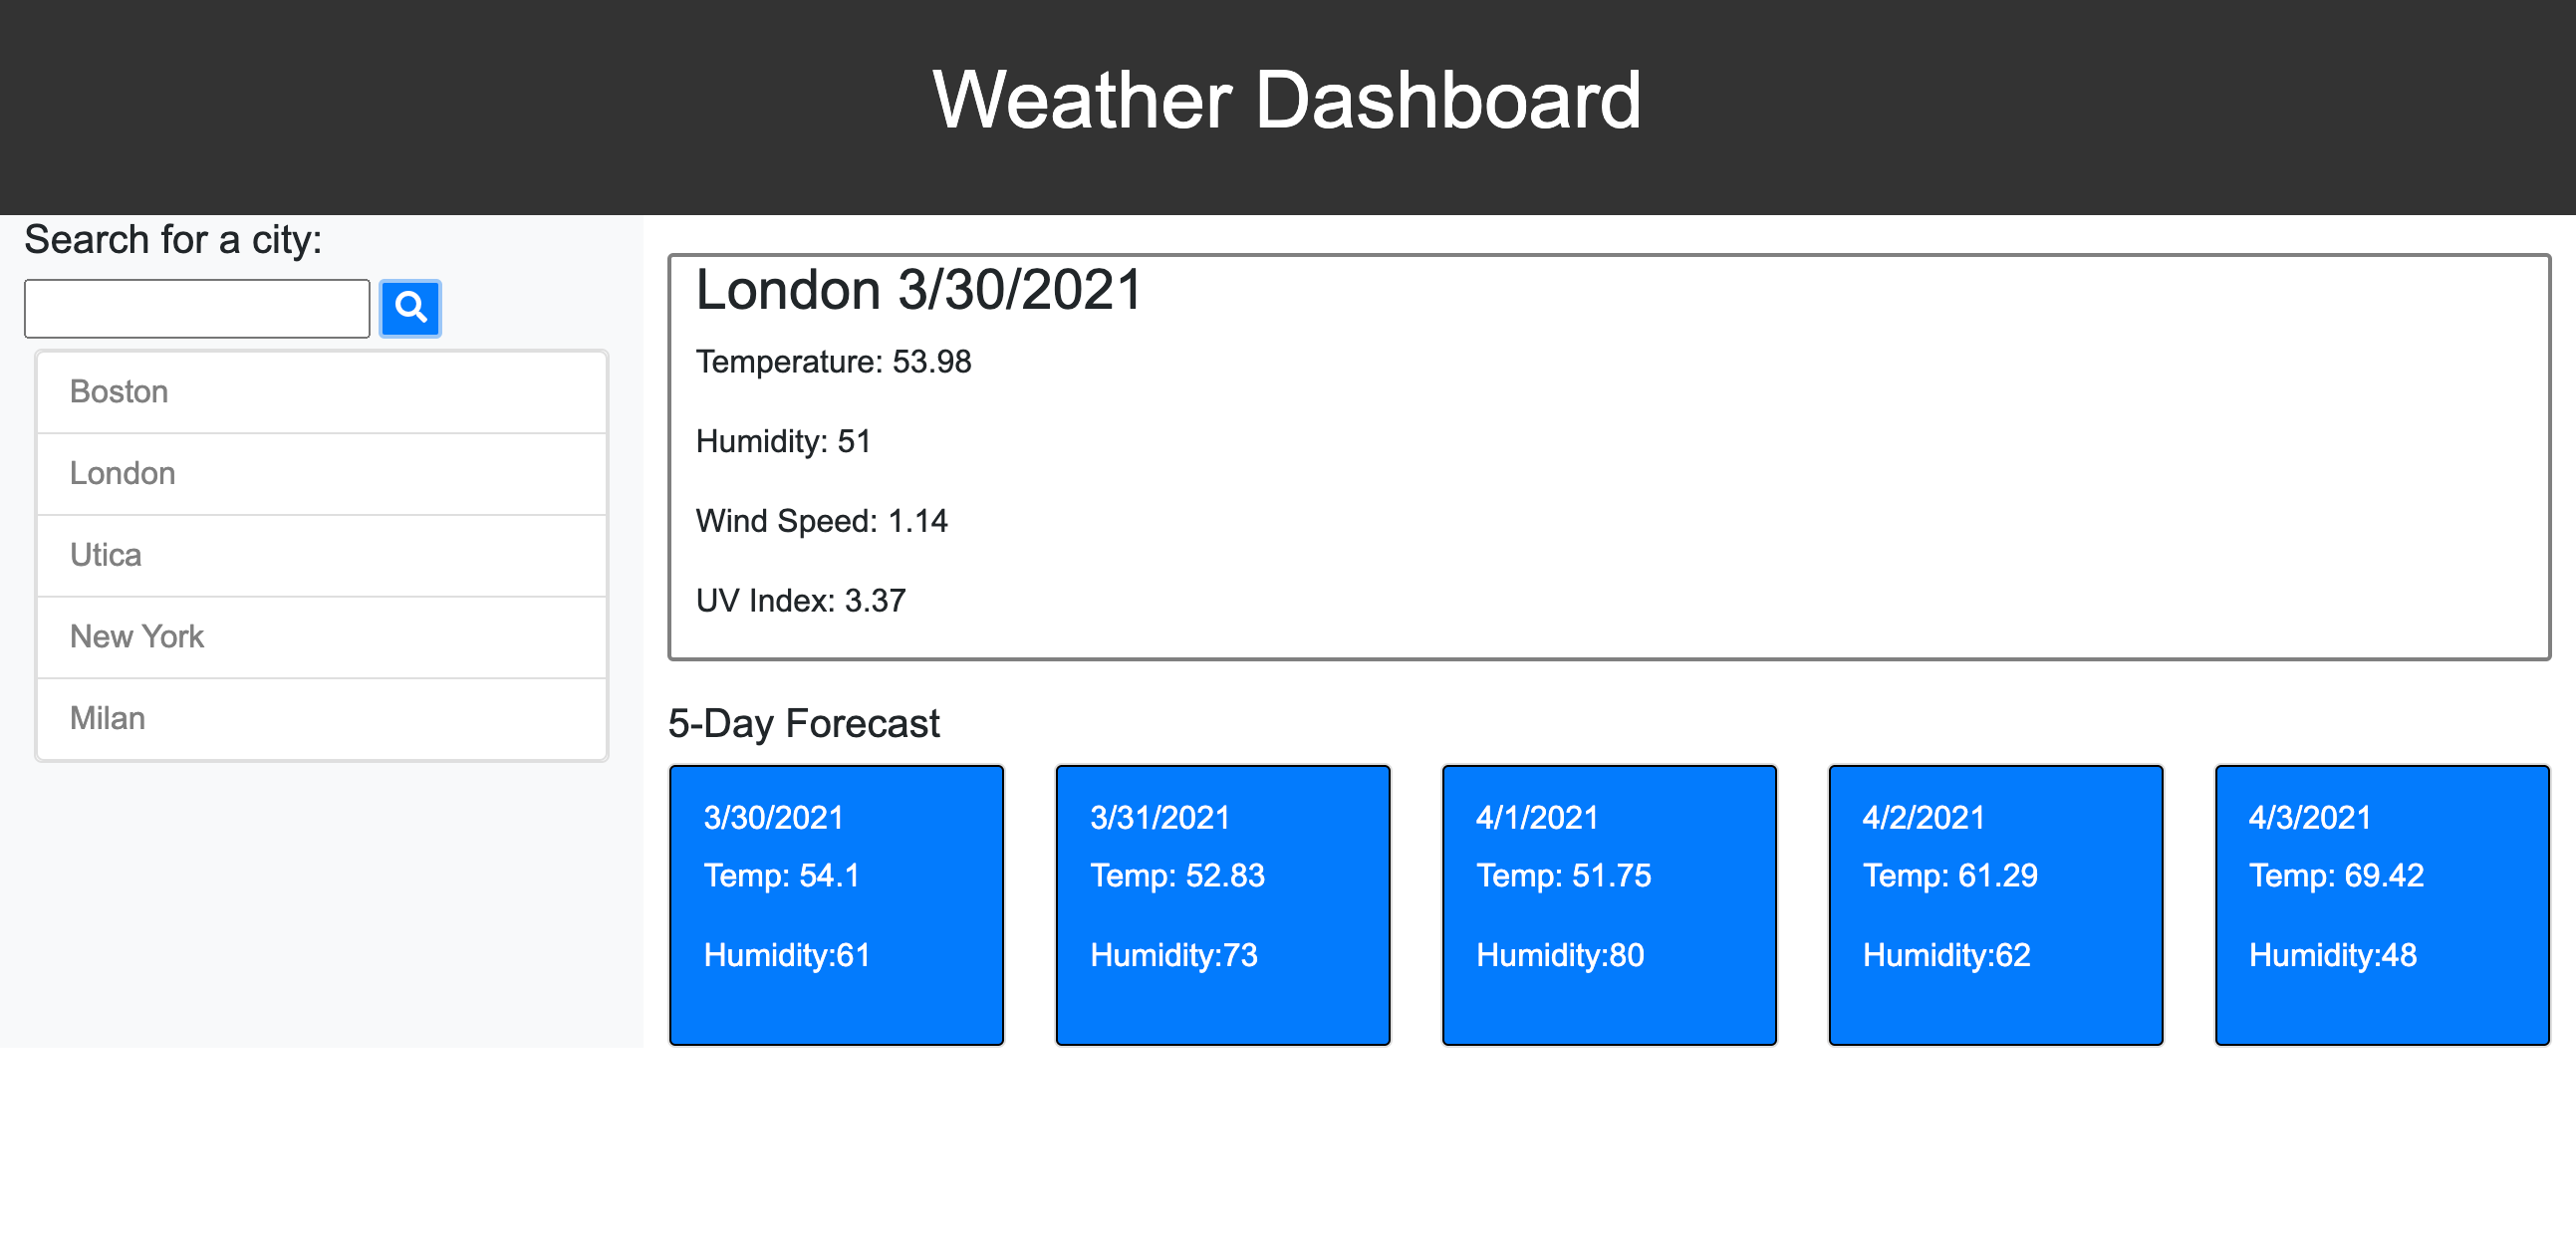 Weather Dashboard
Search for a city:
Boston
London
Utica
New York
Milan
London 3/30/2021
Temperature: 53.98
Humidity: 51
Wind Speed: 1.14
UV Index: 3.37
5-Day Forecast
3/30/2021
Temp: 54.1
Humidity:61
3/31/2021
Temp: 52.83
Humidity:73
4/1/2021
Temp: 51.75
Humidity:80
4/2/2021
Temp: 61.29
Humidity:62
4/3/2021
Temp: 69.42
Humidity:48